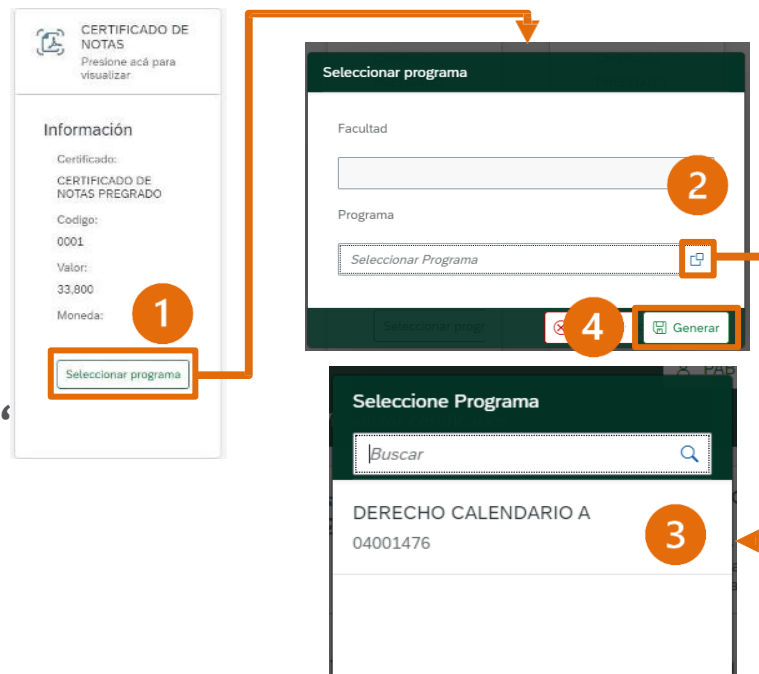 CERTIFICADO DE
NOTAS
Presione acá para
visualizar
Información
Certificado:
CERTIFICADO DE
NOTAS PREGRADO
Codigo:
0001
Valor:
33,800
Moneda:
1
Seleccionar programa
Seleccionar programa
Facultad
2
Programa
Seleccionar Programa
Seleccionar progr
4
Generar
PAB
Seleccione Programa
Buscar
DERECHO CALENDARIO A
04001476
3